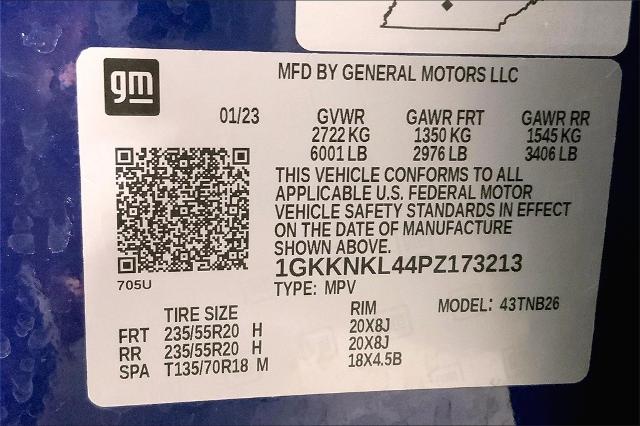 gm
MFD BY GENERAL MOTORS LLC
01/23 GVWR GAWR FRT GAWR RR
2722 KG 1350 KG 1545 KG
6001 LB 2976 LB 3406 LB
THIS VEHICLE CONFORMS TO ALL
APPLICABLE U.S. FEDERAL MOTOR
VEHICLE SAFETY STANDARDS IN EFFECT
ON THE DATE OF MANUFACTURE
SHOWN ABOVE.
1GKKNKL44PZ173213
705U
TYPE: MPV
TIRE SIZE RIM MODEL: 43TNB26
FRT 235/55R20 H 20X8J
RR 235/55R20 H 20X8J
SPA T135/70R18 M 18X4.5B